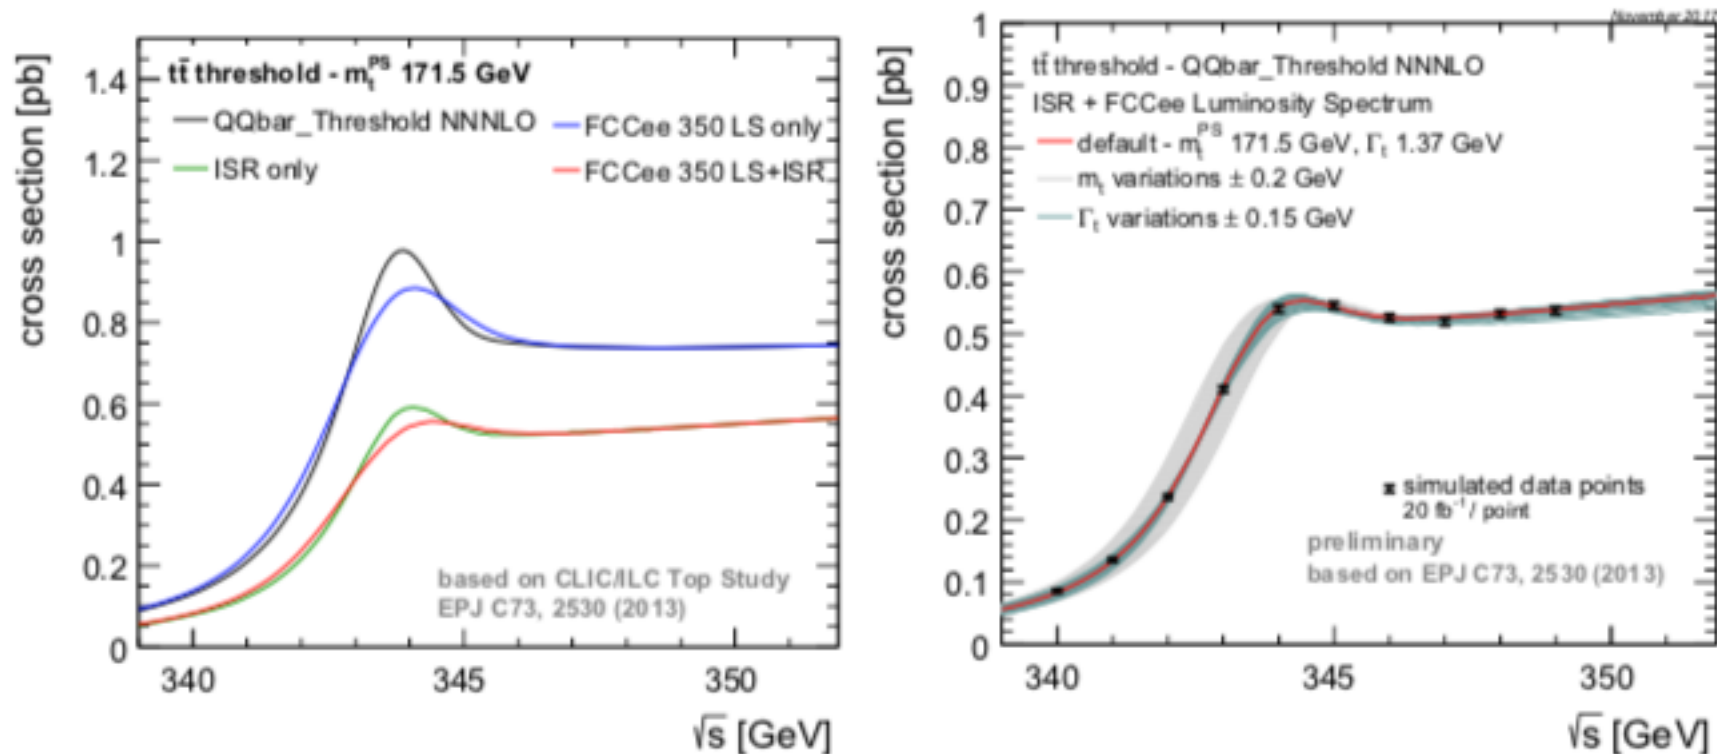 tt̄ threshold - m_t^PS 171.5 GeV
QQbar_Threshold NNNLO
FCCee 350 LS only
ISR only
FCCee 350 LS+ISR
based on CLIC/ILC Top Study
EPJ C73, 2530 (2013)
cross section [pb]
1.4
1.2
1
0.8
0.6
0.4
0.2
0
340
345
350
√s [GeV]
November 2017
tt̄ threshold - QQbar_Threshold NNNLO
ISR + FCCee Luminosity Spectrum
default - m_t^PS 171.5 GeV, Γ_t 1.37 GeV
m_t variations ± 0.2 GeV
Γ_t variations ± 0.15 GeV
simulated data points
20 fb⁻¹ / point
preliminary
based on EPJ C73, 2530 (2013)
cross section [pb]
1
0.9
0.8
0.7
0.6
0.5
0.4
0.3
0.2
0.1
0
340
345
350
√s [GeV]